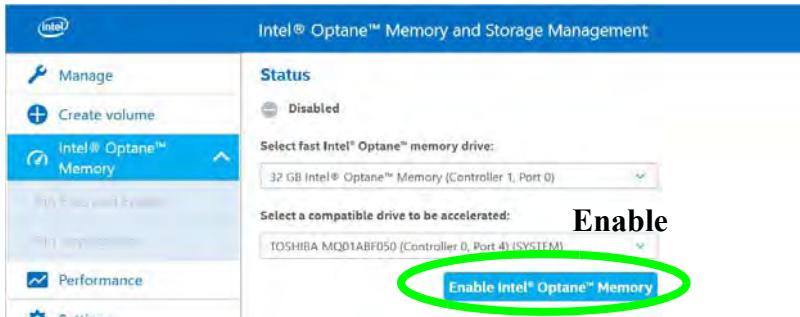 intel
Intel® Optane™ Memory and Storage Management
Manage
Create volume
Intel® Optane™
Memory
Performance
Status
Disabled
Select fast Intel® Optane™ memory drive:
32 GB Intel® Optane™ Memory (Controller 1, Port 0)
Select a compatible drive to be accelerated:
Enable
TOSHIBA MQ01ABF050 (Controller 0, Port 4) (SYSTEM)
Enable Intel® Optane™ Memory